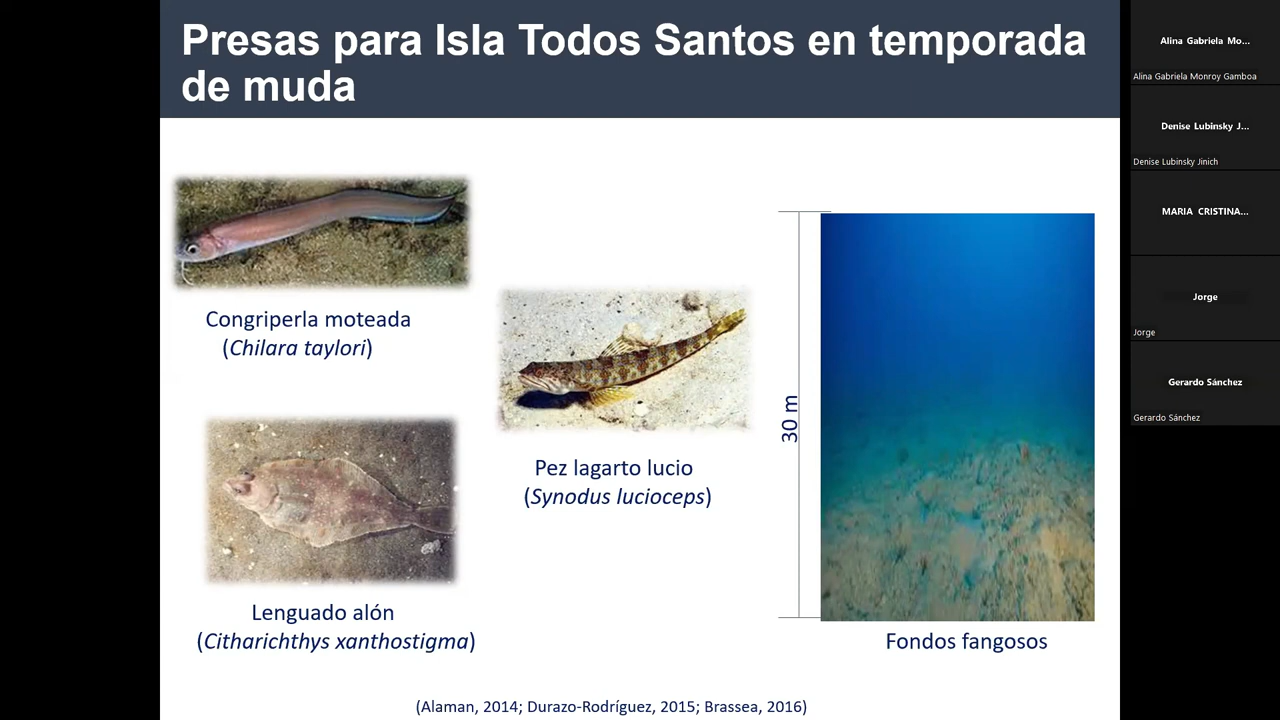 Presas para Isla Todos Santos en temporada
de muda
Congriperla moteada
(Chilara taylori)
Pez lagarto lucio
(Synodus lucioceps)
Lenguado alón
(Citharichthys xanthostigma)
30 m
Fondos fangosos
(Alaman, 2014; Durazo-Rodríguez, 2015; Brassea, 2016)
Alina Gabriela Mo...
Alina Gabriela Monroy Gamboa
Denise Lubinsky J...
Denise Lubinsky Jinich
MARIA CRISTINA...
Jorge
Jorge
Gerardo Sánchez
Gerardo Sánchez